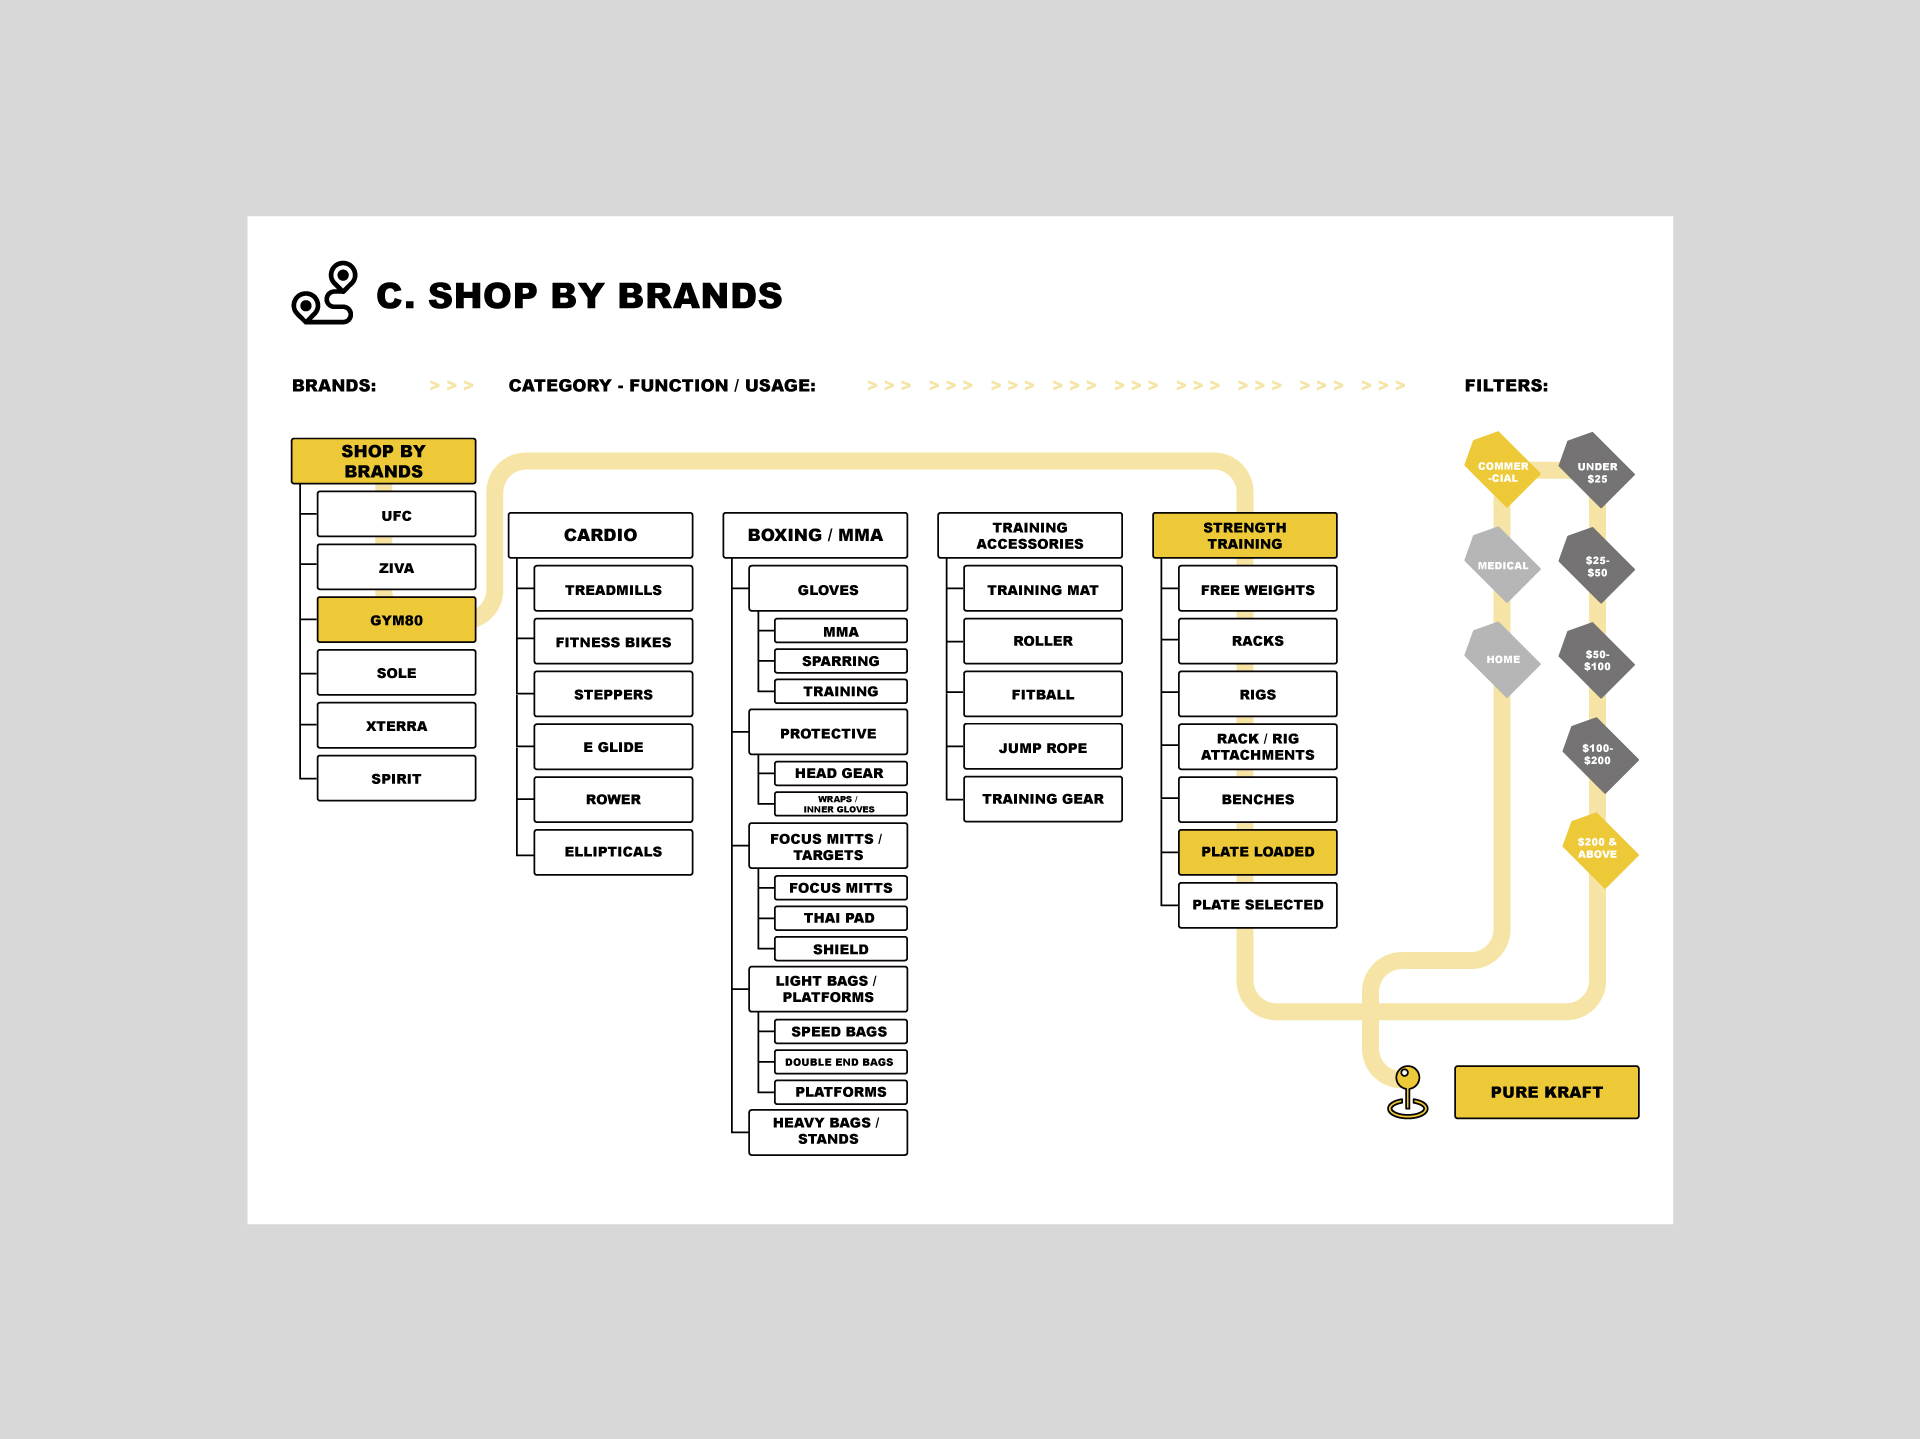 C. SHOP BY BRANDS
BRANDS:
> > >
CATEGORY - FUNCTION / USAGE:
> > > > > > > > > > > > > > > > > > > > > > > > > > >
FILTERS:
SHOP BY
BRANDS
UFC
ZIVA
GYM80
SOLE
XTERRA
SPIRIT
CARDIO
TREADMILLS
FITNESS BIKES
STEPPERS
E GLIDE
ROWER
ELLIPTICALS
BOXING / MMA
GLOVES
MMA
SPARRING
TRAINING
PROTECTIVE
HEAD GEAR
WRAPS /
INNER GLOVES
FOCUS MITTS /
TARGETS
FOCUS MITTS
THAI PAD
SHIELD
LIGHT BAGS /
PLATFORMS
SPEED BAGS
DOUBLE END BAGS
PLATFORMS
HEAVY BAGS /
STANDS
TRAINING
ACCESSORIES
TRAINING MAT
ROLLER
FITBALL
JUMP ROPE
TRAINING GEAR
STRENGTH
TRAINING
FREE WEIGHTS
RACKS
RIGS
RACK / RIG
ATTACHMENTS
BENCHES
PLATE LOADED
PLATE SELECTED
COMMER
-CIAL
MEDICAL
HOME
UNDER
$25
$25-
$50
$50-
$100
$100-
$200
$200 &
ABOVE
PURE KRAFT